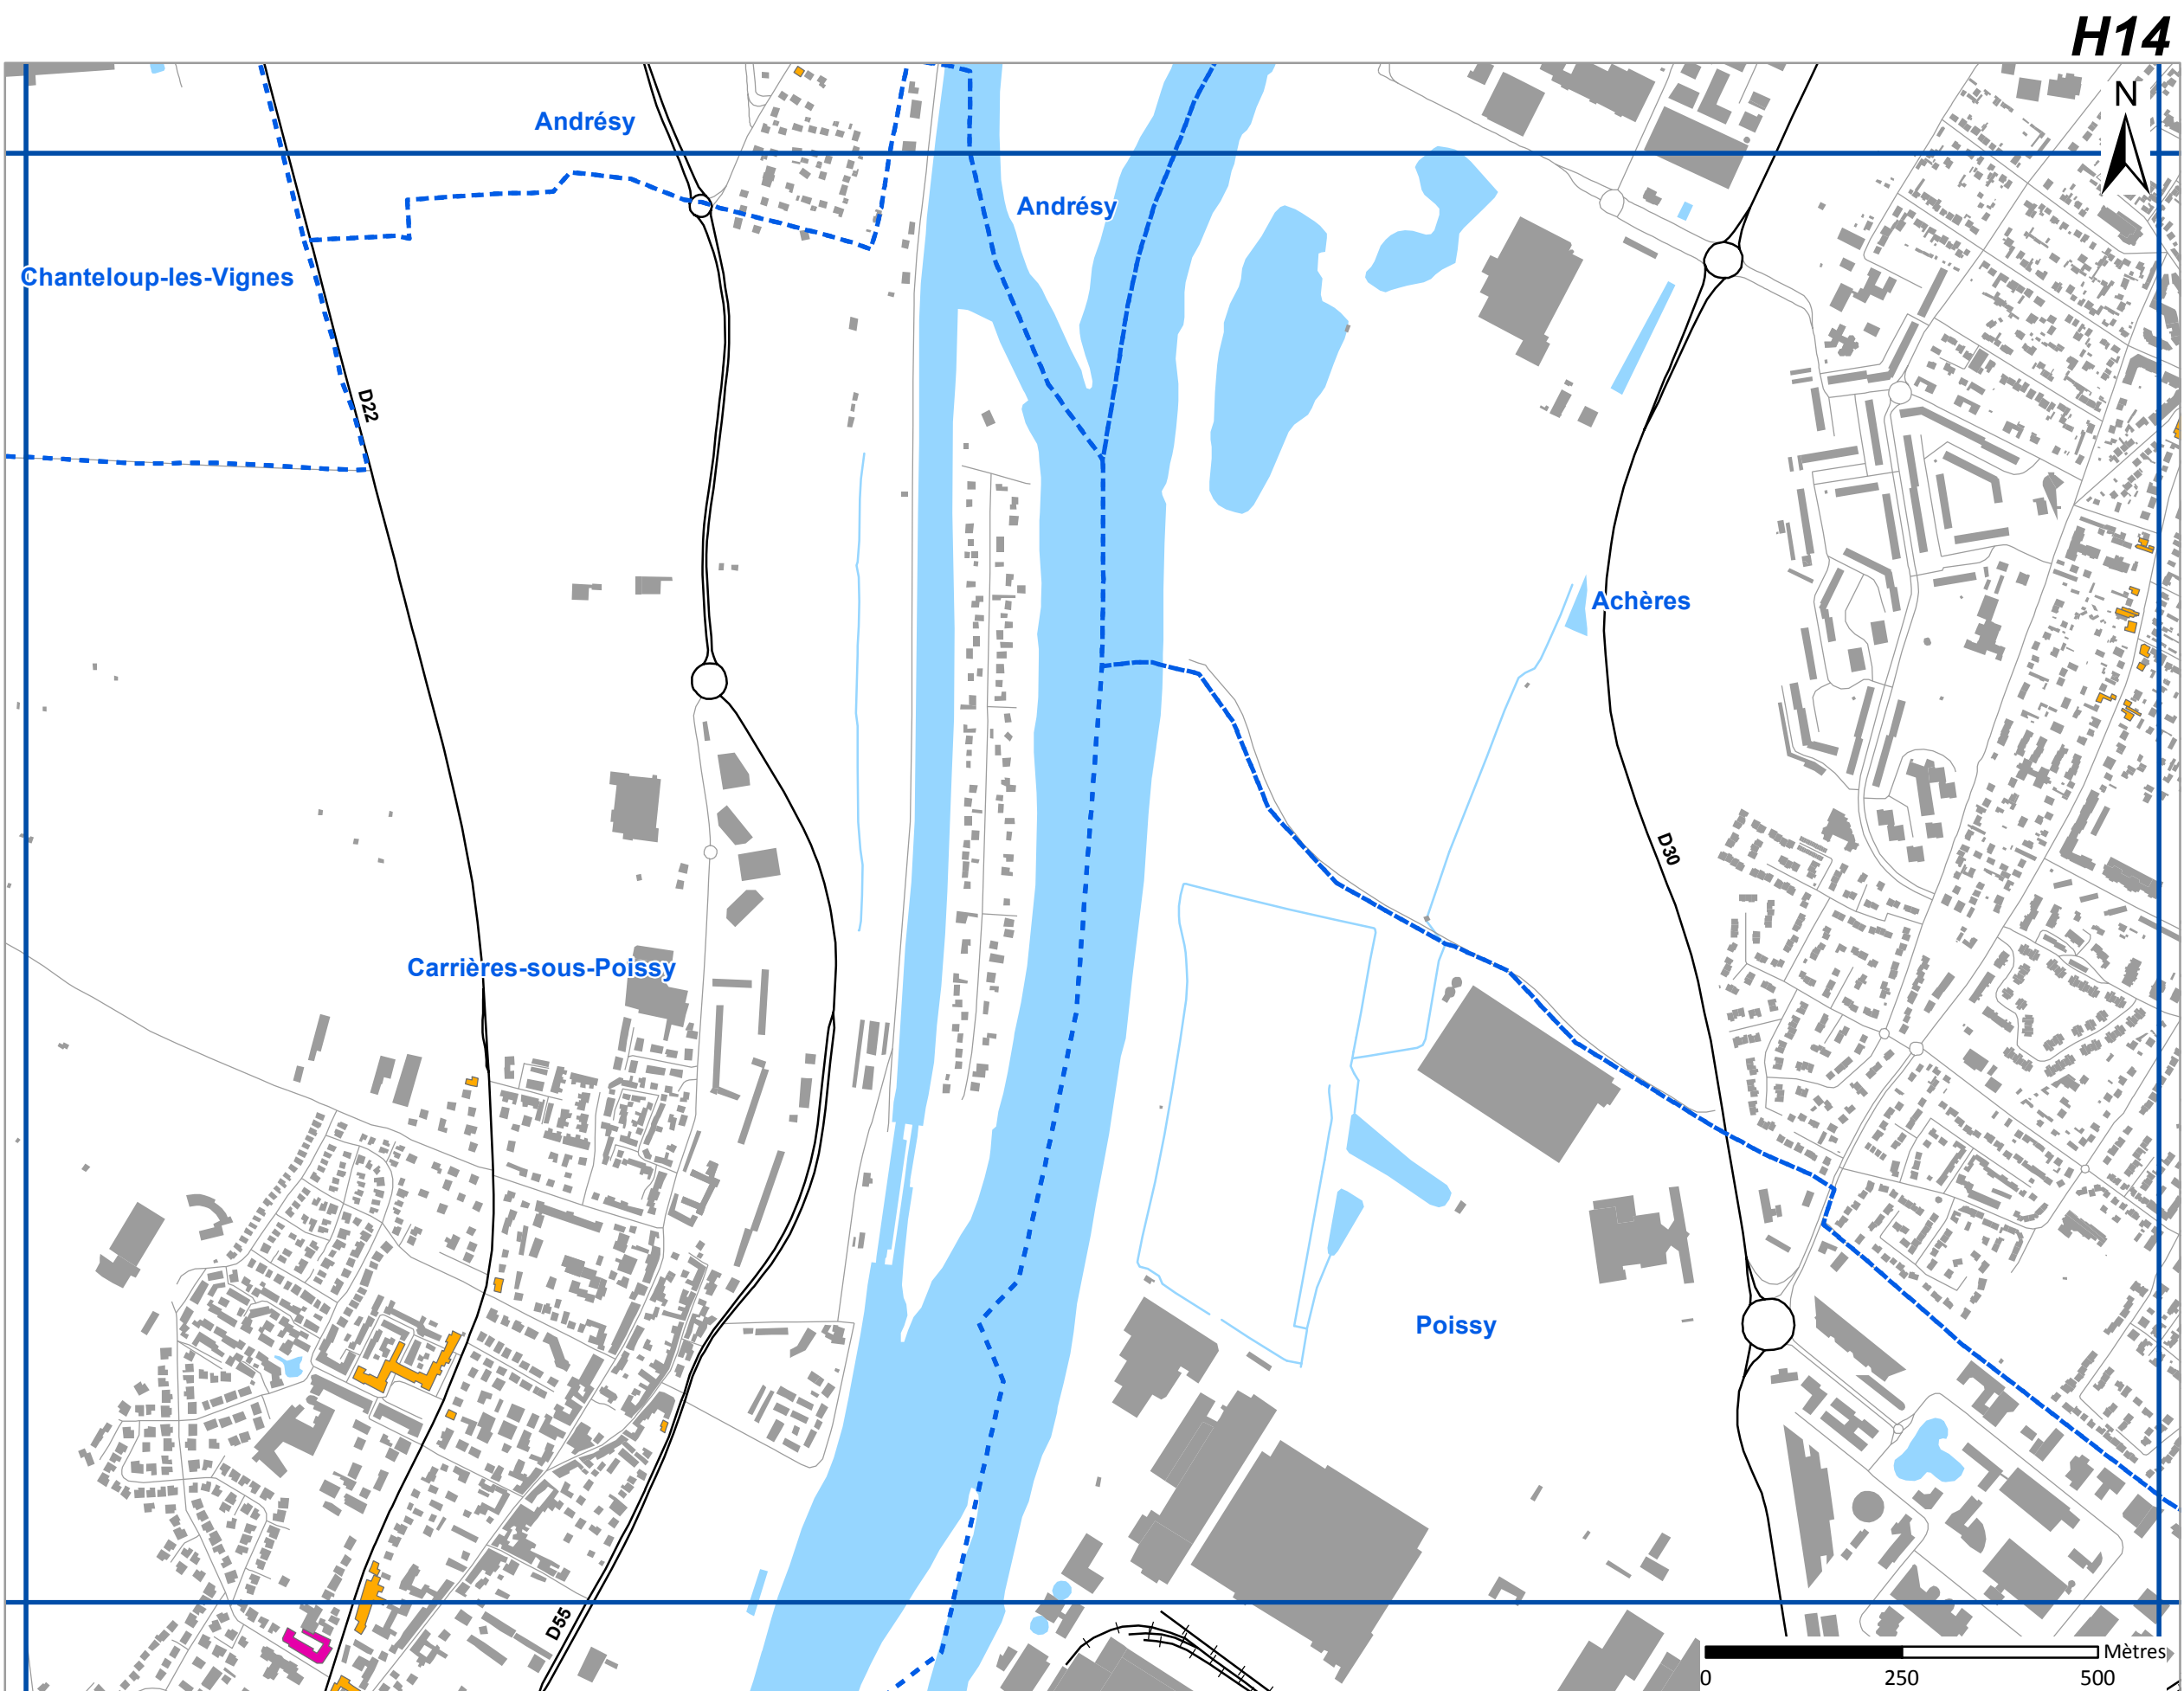 H14
N
Andrésy
Andrésy
Chanteloup-les-Vignes
D22
Achères
D30
Carrières-sous-Poissy
Poissy
D55
Mètres
0 250 500